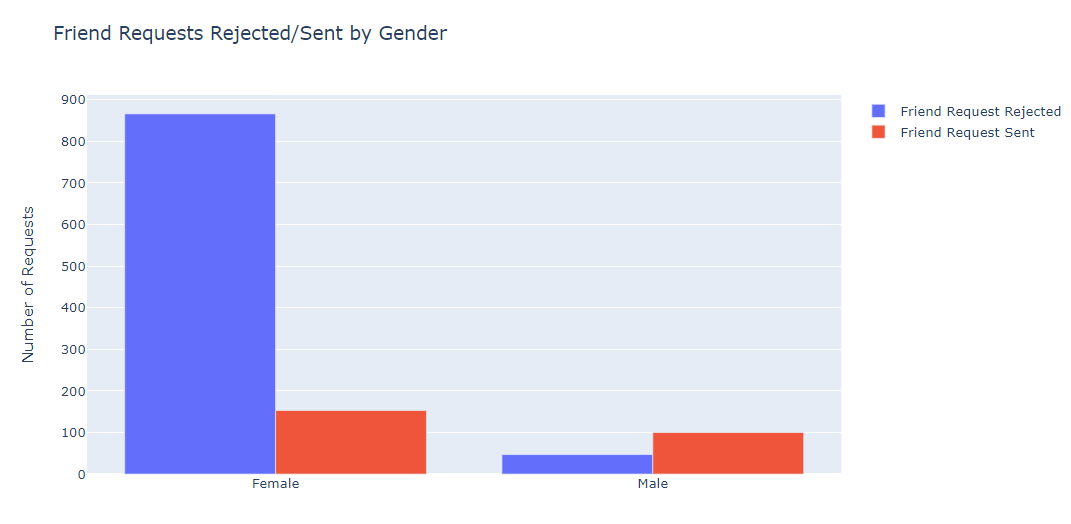 Friend Requests Rejected/Sent by Gender
Friend Request Rejected
Friend Request Sent
Number of Requests
900
800
700
600
500
400
300
200
100
0
Female
Male